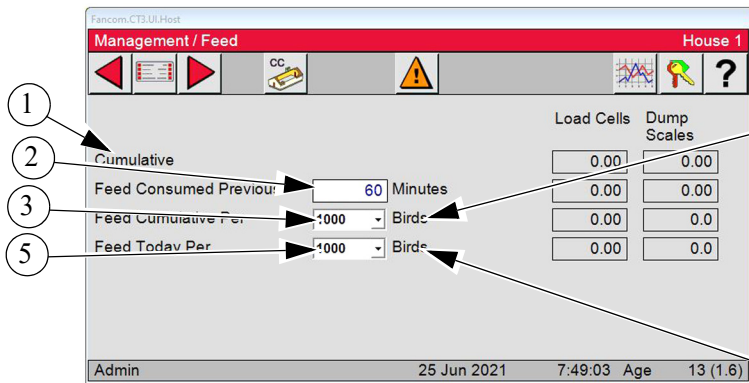 Fancom.CT3.UI.Host
Management / Feed House 1
CC
?
Load Cells Dump Scales
1
Cumulative 0.00 0.00
2
Feed Consumed Previous 60 Minutes 0.00 0.00
3
Feed Cumulative Per 1000 Birds 0.00 0.0
5
Feed Today Per 1000 Birds 0.00 0.0
Admin 25 Jun 2021 7:49:03 Age 13 (1.6)